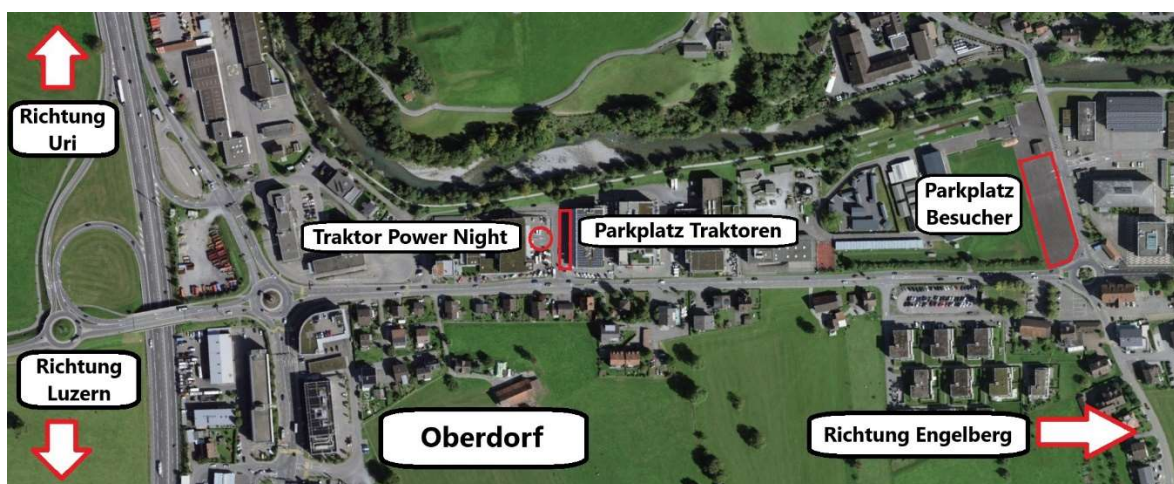 Richtung
Uri
Traktor Power Night
Parkplatz Traktoren
Parkplatz
Besucher
Richtung
Luzern
Oberdorf
Richtung Engelberg